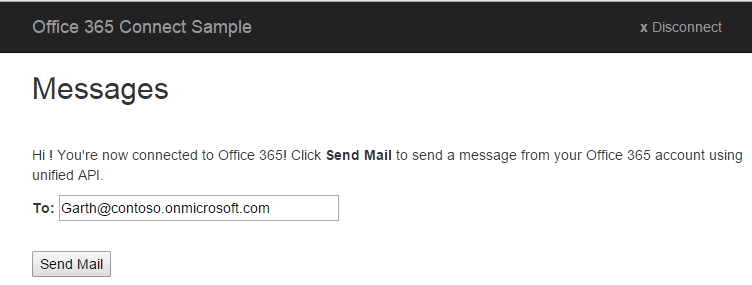 Office 365 Connect Sample
x Disconnect
Messages
Hi ! You're now connected to Office 365! Click Send Mail to send a message from your Office 365 account using
unified API.
To: Garth@contoso.onmicrosoft.com
Send Mail